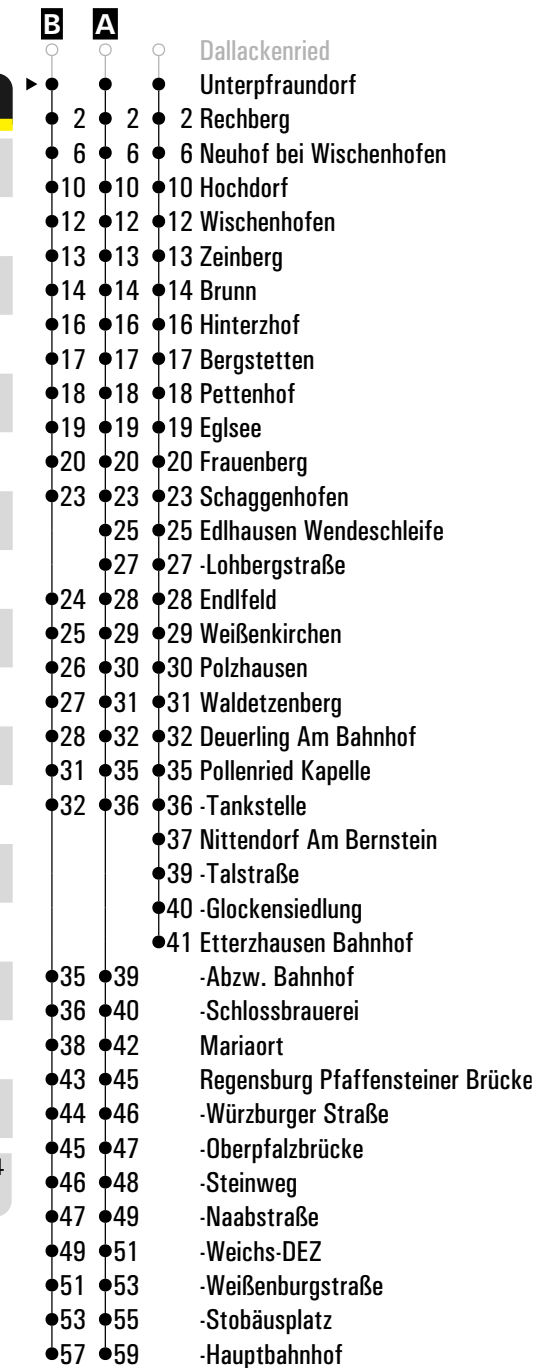 B A
Dallackenried
Unterpfraundorf
2 2 2 Rechberg
6 6 6 Neuhof bei Wischenhofen
10 10 10 Hochdorf
12 12 12 Wischenhofen
13 13 13 Zeinberg
14 14 14 Brunn
16 16 16 Hinterzhof
17 17 17 Bergstetten
18 18 18 Pettenhof
19 19 19 Eglsee
20 20 20 Frauenberg
23 23 23 Schaggenhofen
25 25 Edlhausen Wendeschleife
27 27 -Lohbergstraße
24 28 28 Endlfeld
25 29 29 Weißenkirchen
26 30 30 Polzhausen
27 31 31 Waldetzenberg
28 32 32 Deuerling Am Bahnhof
31 35 35 Pollenried Kapelle
32 36 36 -Tankstelle
37 Nittendorf Am Bernstein
39 -Talstraße
40 -Glockensiedlung
41 Etterzhausen Bahnhof
35 39 -Abzw. Bahnhof
36 40 -Schlossbrauerei
38 42 Mariaort
43 45 Regensburg Pfaffensteiner Brücke
44 46 -Würzburger Straße
45 47 -Oberpfalzbrücke
46 48 -Steinweg
47 49 -Naabstraße
49 51 -Weichs-DEZ
51 53 -Weißenburgstraße
53 55 -Stobäusplatz
57 59 -Hauptbahnhof